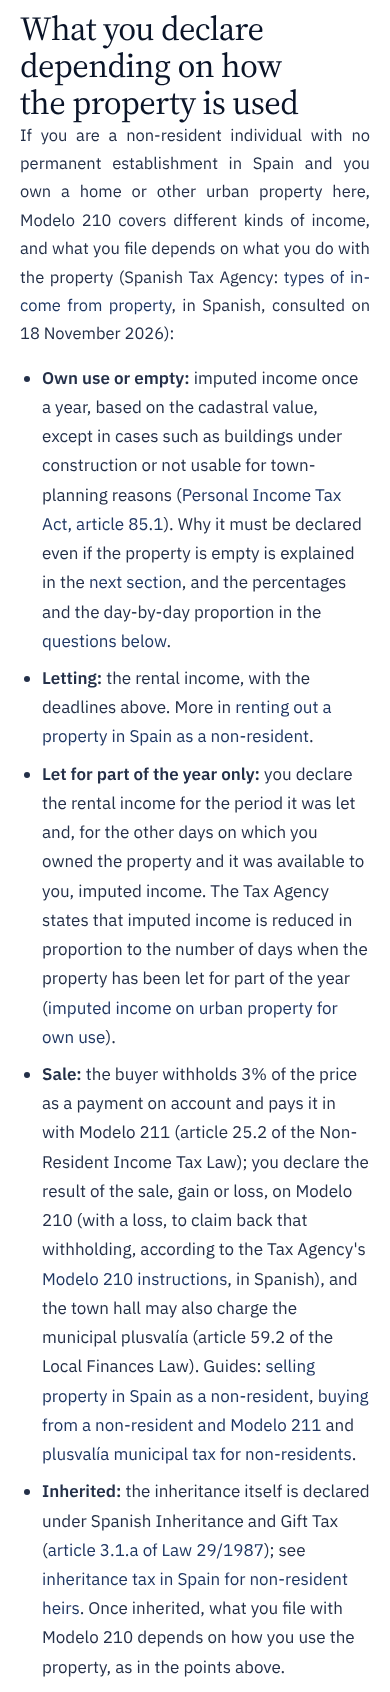 What you declare
depending on how
the property is used
If you are a non-resident individual with no
permanent establishment in Spain and you
own a home or other urban property here,
Modelo 210 covers different kinds of income,
and what you file depends on what you do with
the property (Spanish Tax Agency: types of in-
come from property, in Spanish, consulted on
18 November 2026):
• Own use or empty: imputed income once
a year, based on the cadastral value,
except in cases such as buildings under
construction or not usable for town-
planning reasons (Personal Income Tax
Act, article 85.1). Why it must be declared
even if the property is empty is explained
in the next section, and the percentages
and the day-by-day proportion in the
questions below.
• Letting: the rental income, with the
deadlines above. More in renting out a
property in Spain as a non-resident.
• Let for part of the year only: you declare
the rental income for the period it was let
and, for the other days on which you
owned the property and it was available to
you, imputed income. The Tax Agency
states that imputed income is reduced in
proportion to the number of days when the
property has been let for part of the year
(imputed income on urban property for
own use).
• Sale: the buyer withholds 3% of the price
as a payment on account and pays it in
with Modelo 211 (article 25.2 of the Non-
Resident Income Tax Law); you declare the
result of the sale, gain or loss, on Modelo
210 (with a loss, to claim back that
withholding, according to the Tax Agency's
Modelo 210 instructions, in Spanish), and
the town hall may also charge the
municipal plusvalía (article 59.2 of the
Local Finances Law). Guides: selling
property in Spain as a non-resident, buying
from a non-resident and Modelo 211 and
plusvalía municipal tax for non-residents.
• Inherited: the inheritance itself is declared
under Spanish Inheritance and Gift Tax
(article 3.1.a of Law 29/1987); see
inheritance tax in Spain for non-resident
heirs. Once inherited, what you file with
Modelo 210 depends on how you use the
property, as in the points above.